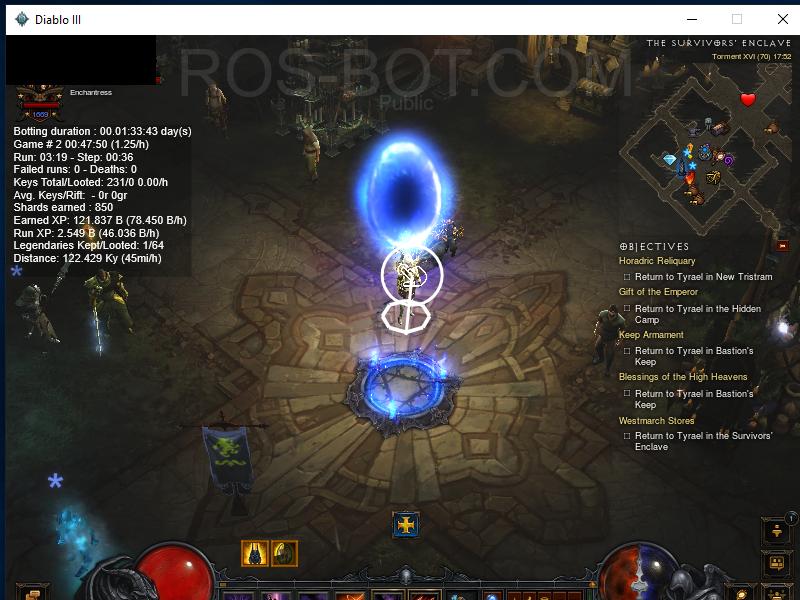 Diablo III
THE SURVIVORS' ENCLAVE
Torment XVI (70) 17:52
ROS-BOT.COM
Public
Enchantress
1669
Botting duration : 00.01:33:43 day(s)
Game # 2 00:47:50 (1.25/h)
Run: 03:19 - Step: 00:36
Failed runs: 0 - Deaths: 0
Keys Total/Looted: 231/0 0.00/h
Avg. Keys/Rift: - 0r 0gr
Shards earned : 850
Earned XP: 121.837 B (78.450 B/h)
Run XP: 2.549 B (46.036 B/h)
Legendaries Kept/Looted: 1/64
Distance: 122.429 Ky (45mi/h)
OBJECTIVES
Horadric Reliquary
Return to Tyrael in New Tristram
Gift of the Emperor
Return to Tyrael in the Hidden
Camp
Keep Armament
Return to Tyrael in Bastion's
Keep
Blessings of the High Heavens
Return to Tyrael in Bastion's
Keep
Westmarch Stores
Return to Tyrael in the Survivors'
Enclave
1